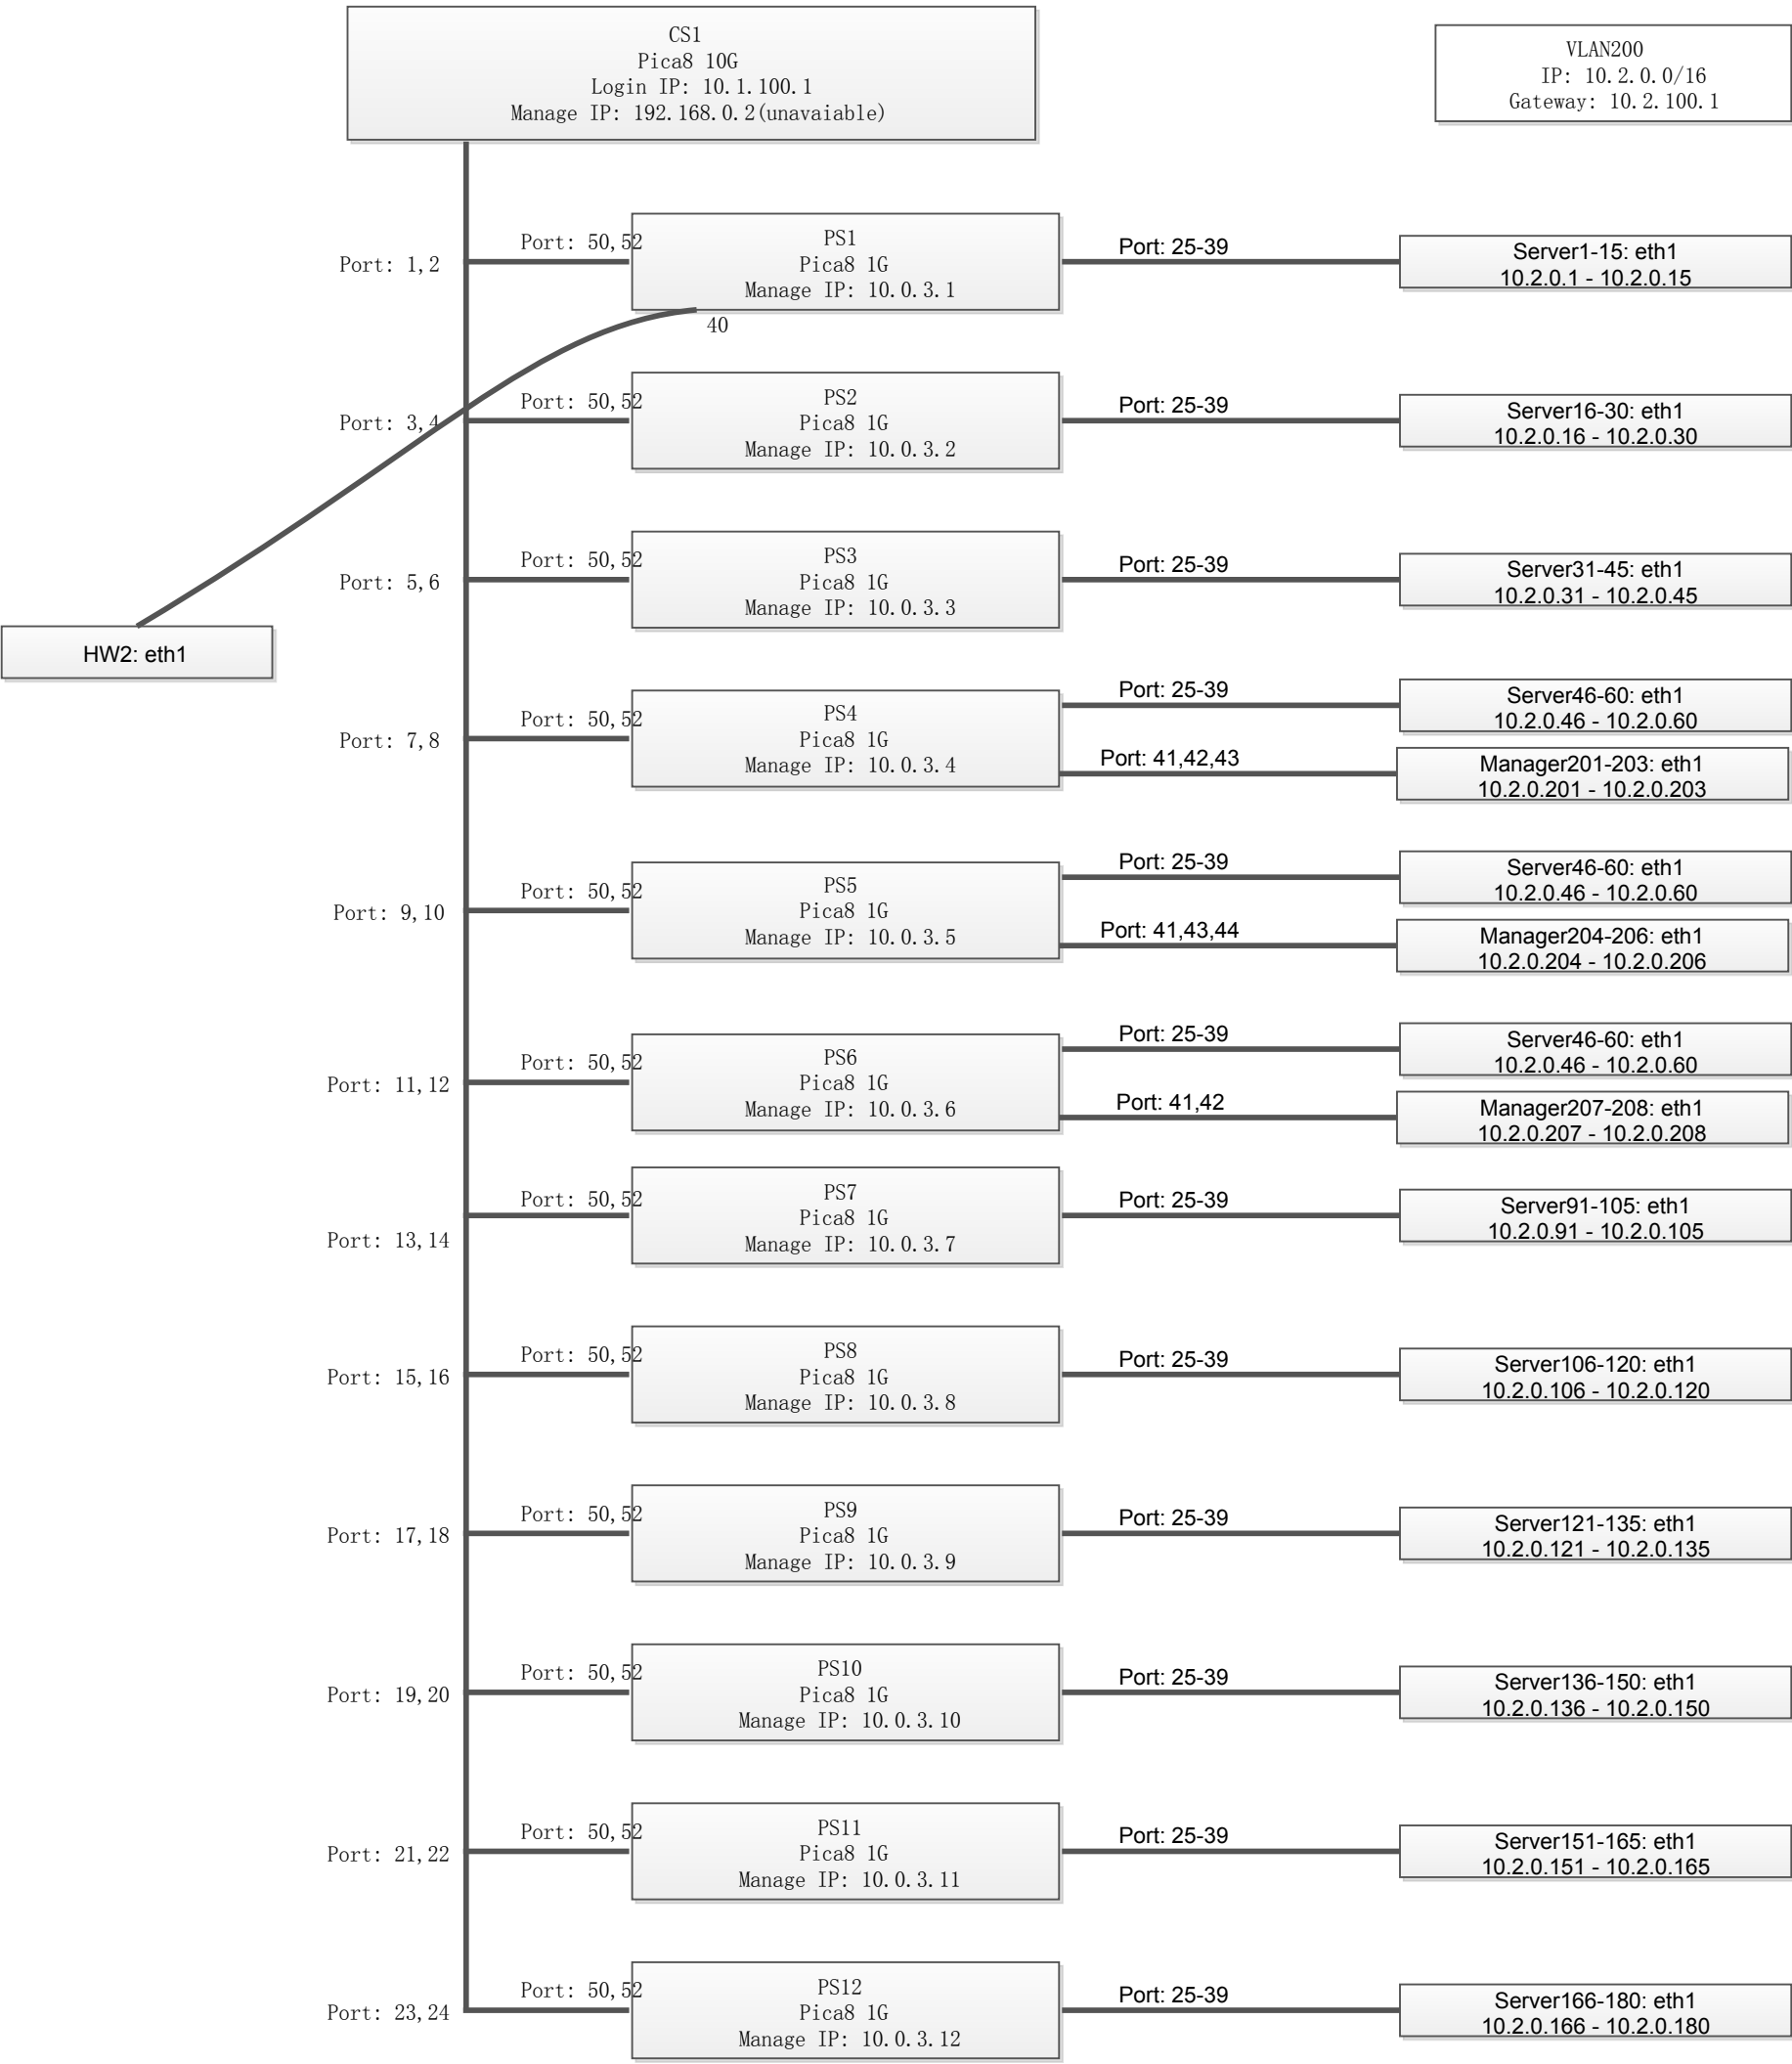 CS1
Pica8 10G
Login IP: 10.1.100.1
Manage IP: 192.168.0.2(unavaiable)
VLAN200
IP: 10.2.0.0/16
Gateway: 10.2.100.1
Port: 1,2
Port: 50,52
PS1
Pica8 1G
Manage IP: 10.0.3.1
40
Port: 25-39
Server1-15: eth1
10.2.0.1 - 10.2.0.15
Port: 3,4
Port: 50,52
PS2
Pica8 1G
Manage IP: 10.0.3.2
Port: 25-39
Server16-30: eth1
10.2.0.16 - 10.2.0.30
Port: 5,6
Port: 50,52
PS3
Pica8 1G
Manage IP: 10.0.3.3
Port: 25-39
Server31-45: eth1
10.2.0.31 - 10.2.0.45
HW2: eth1
Port: 7,8
Port: 50,52
PS4
Pica8 1G
Manage IP: 10.0.3.4
Port: 25-39
Server46-60: eth1
10.2.0.46 - 10.2.0.60
Port: 41,42,43
Manager201-203: eth1
10.2.0.201 - 10.2.0.203
Port: 9,10
Port: 50,52
PS5
Pica8 1G
Manage IP: 10.0.3.5
Port: 25-39
Server46-60: eth1
10.2.0.46 - 10.2.0.60
Port: 41,43,44
Manager204-206: eth1
10.2.0.204 - 10.2.0.206
Port: 11,12
Port: 50,52
PS6
Pica8 1G
Manage IP: 10.0.3.6
Port: 25-39
Server46-60: eth1
10.2.0.46 - 10.2.0.60
Port: 41,42
Manager207-208: eth1
10.2.0.207 - 10.2.0.208
Port: 13,14
Port: 50,52
PS7
Pica8 1G
Manage IP: 10.0.3.7
Port: 25-39
Server91-105: eth1
10.2.0.91 - 10.2.0.105
Port: 15,16
Port: 50,52
PS8
Pica8 1G
Manage IP: 10.0.3.8
Port: 25-39
Server106-120: eth1
10.2.0.106 - 10.2.0.120
Port: 17,18
Port: 50,52
PS9
Pica8 1G
Manage IP: 10.0.3.9
Port: 25-39
Server121-135: eth1
10.2.0.121 - 10.2.0.135
Port: 19,20
Port: 50,52
PS10
Pica8 1G
Manage IP: 10.0.3.10
Port: 25-39
Server136-150: eth1
10.2.0.136 - 10.2.0.150
Port: 21,22
Port: 50,52
PS11
Pica8 1G
Manage IP: 10.0.3.11
Port: 25-39
Server151-165: eth1
10.2.0.151 - 10.2.0.165
Port: 23,24
Port: 50,52
PS12
Pica8 1G
Manage IP: 10.0.3.12
Port: 25-39
Server166-180: eth1
10.2.0.166 - 10.2.0.180